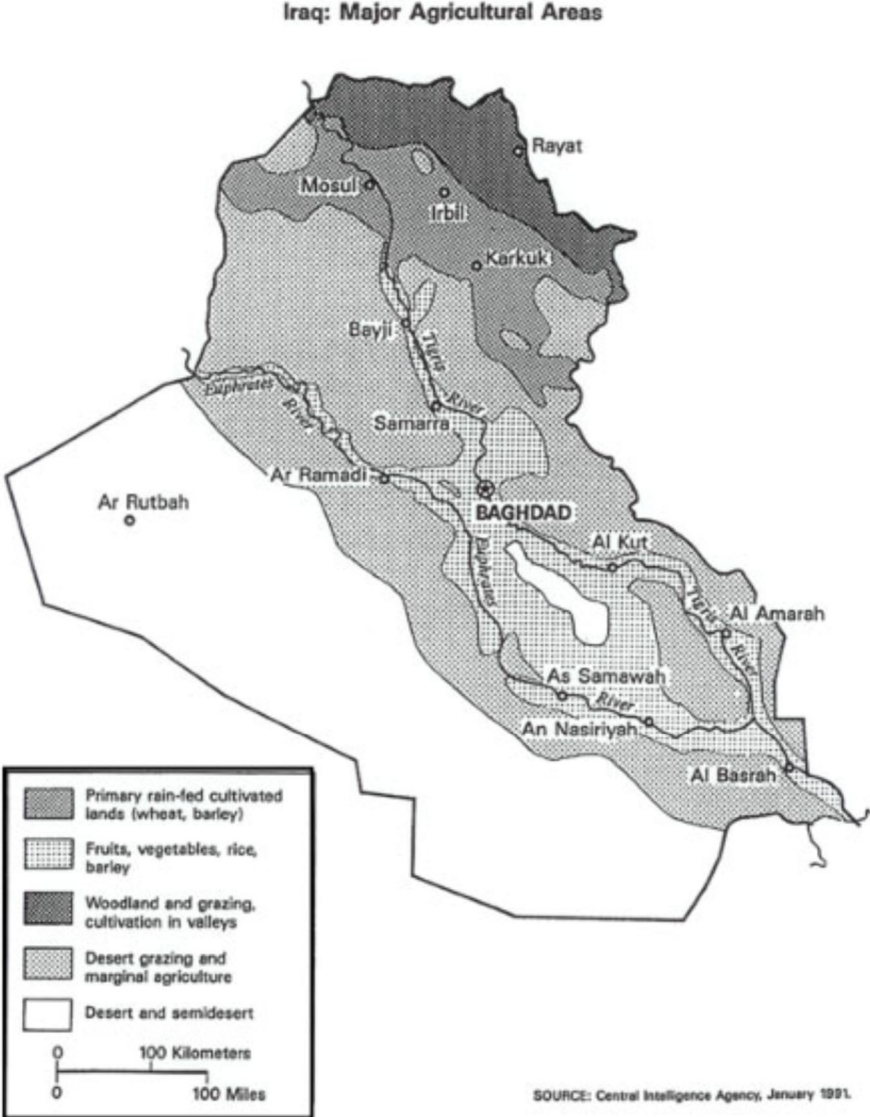 Iraq: Major Agricultural Areas
Rayat
Mosul
Irbil
Karkuk
Bayji
Tigris
River
Euphrates
River
Samarra
Ar Ramadi
Ar Rutbah
BAGHDAD
Al Kut
Euphrates
Tigris
Al Amarah
River
As Samawah
River
An Nasiriyah
Al Basrah
Primary rain-fed cultivated
lands (wheat, barley)
Fruits, vegetables, rice,
barley
Woodland and grazing,
cultivation in valleys
Desert grazing and
marginal agriculture
Desert and semidesert
0 100 Kilometers
0 100 Miles
SOURCE: Central Intelligence Agency, January 1991.